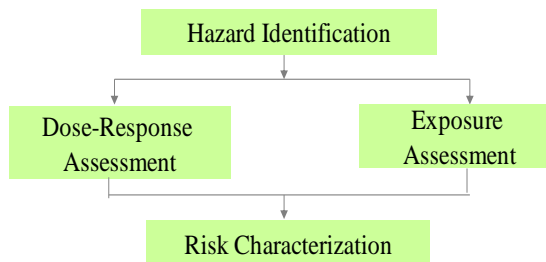 Hazard Identification
Dose-Response
Assessment
Exposure
Assessment
Risk Characterization